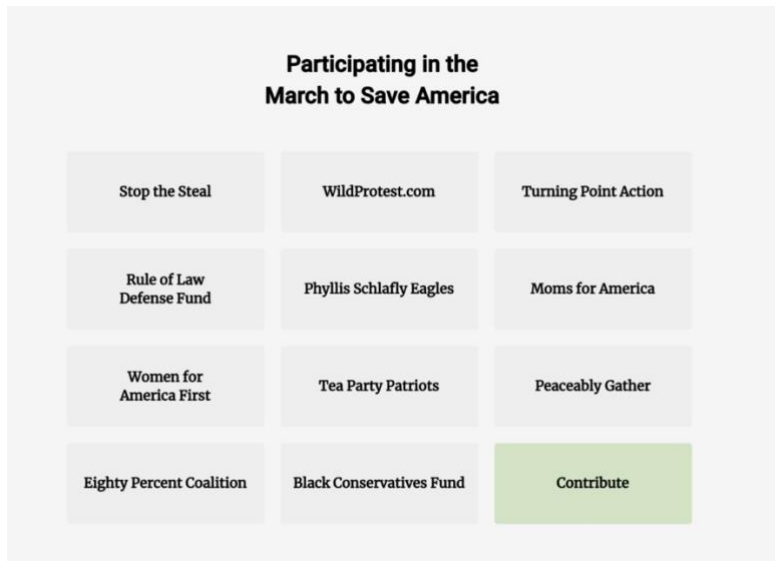 Participating in the
March to Save America
Stop the Steal
WildProtest.com
Turning Point Action
Rule of Law
Defense Fund
Phyllis Schlafly Eagles
Moms for America
Women for
America First
Tea Party Patriots
Peaceably Gather
Eighty Percent Coalition
Black Conservatives Fund
Contribute